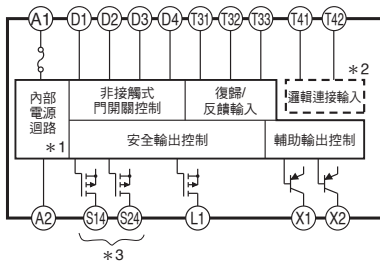 A1 D1 D2 D3 D4 T31 T32 T33 T41 T42
*2
內部
電源
迴路
*1
非接觸式
門開關控制
復歸/
反饋輸入
邏輯連接輸入
安全輸出控制
輔助輸出控制
A2 S14 S24 L1 X1 X2
*3